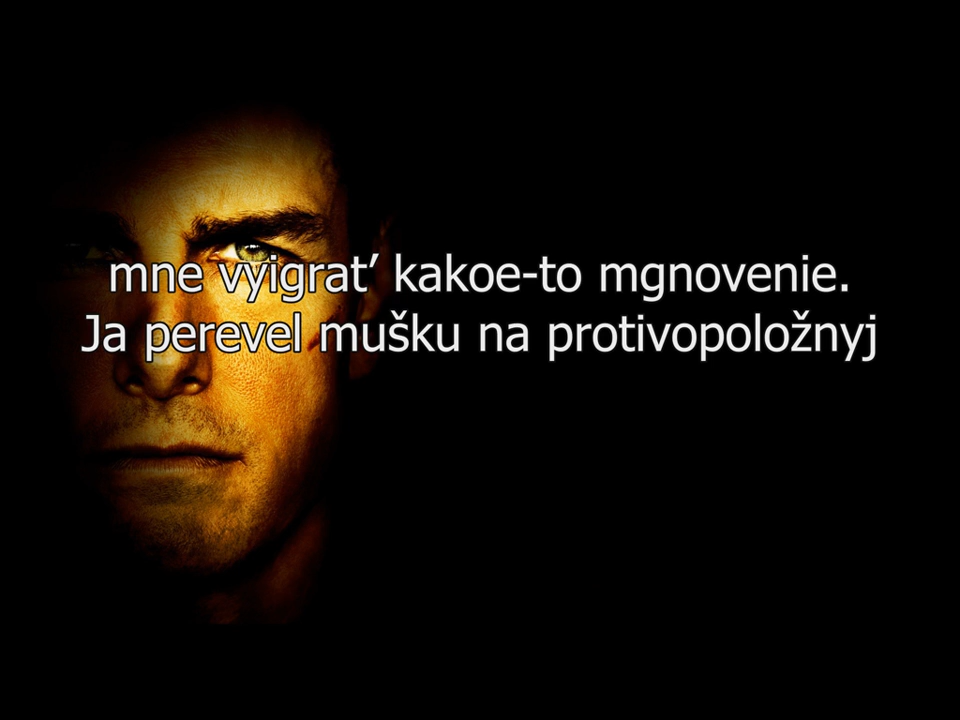 mne vyigrat’ kakoe-to mgnovenie.
Ja perevel mušku na protivopoložnyj